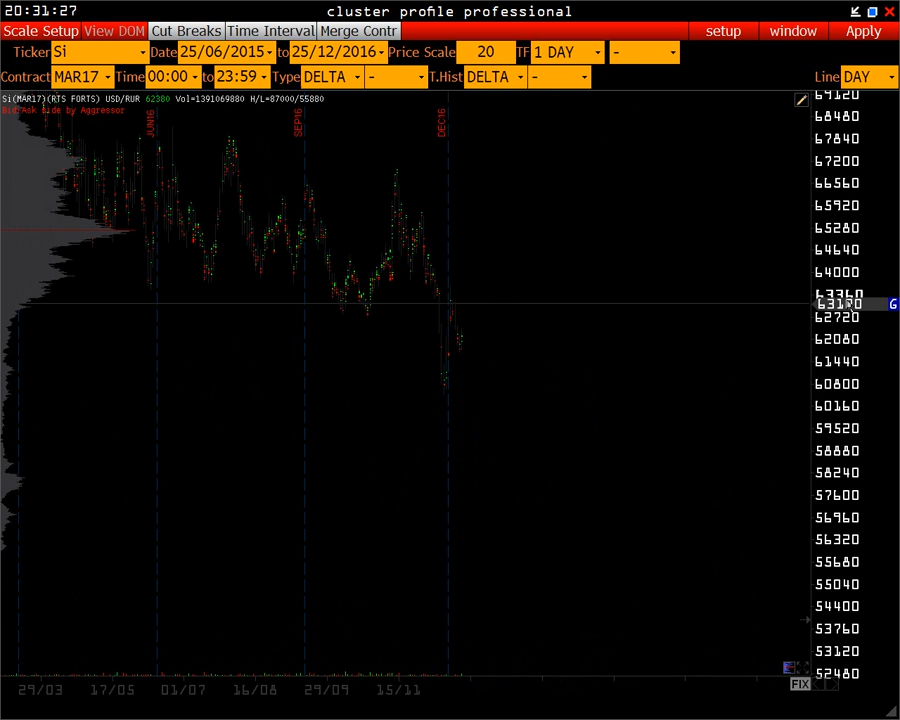 20:31:27 cluster profile professional
Scale Setup View DOM Cut Breaks Time Interval Merge Contr setup window Apply
Ticker Si Date 25/06/2015 to 25/12/2016 Price Scale 20 TF 1 DAY -
Contract MAR17 Time 00:00 to 23:59 Type DELTA - T.Hist DELTA - Line DAY
Si(MAR17)(RTS FORTS) USD/RUR 62380 Vol=1391069880 H/L=87000/55880
Bid/Ask Side by Aggressor
JUN16
SEP16
DEC16
69120
68480
67840
67200
66560
65920
65280
64640
64000
63360
G
62720
62080
61440
60800
60160
59520
58880
58240
57600
56960
56320
55680
55040
54400
53760
53120
52480
29/03 17/05 01/07 16/08 29/09 15/11 FIX